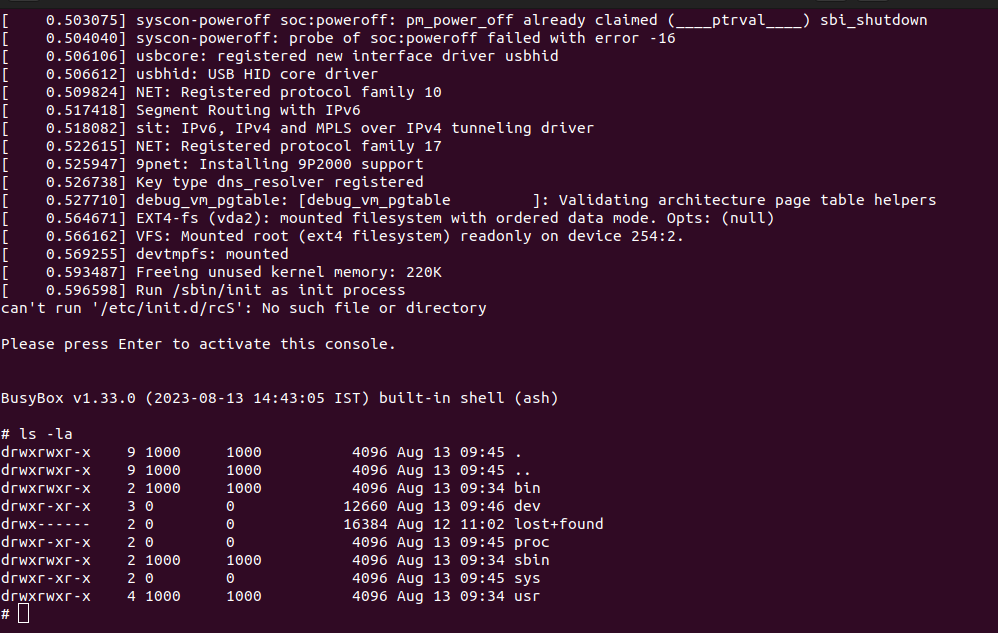 [    0.503075] syscon-poweroff soc:poweroff: pm_power_off already claimed (____ptrval____) sbi_shutdown
[    0.504040] syscon-poweroff: probe of soc:poweroff failed with error -16
[    0.506106] usbcore: registered new interface driver usbhid
[    0.506612] usbhid: USB HID core driver
[    0.509824] NET: Registered protocol family 10
[    0.517418] Segment Routing with IPv6
[    0.518082] sit: IPv6, IPv4 and MPLS over IPv4 tunneling driver
[    0.522615] NET: Registered protocol family 17
[    0.525947] 9pnet: Installing 9P2000 support
[    0.526738] Key type dns_resolver registered
[    0.527710] debug_vm_pgtable: [debug_vm_pgtable         ]: Validating architecture page table helpers
[    0.564671] EXT4-fs (vda2): mounted filesystem with ordered data mode. Opts: (null)
[    0.566162] VFS: Mounted root (ext4 filesystem) readonly on device 254:2.
[    0.569255] devtmpfs: mounted
[    0.593487] Freeing unused kernel memory: 220K
[    0.596598] Run /sbin/init as init process
can't run '/etc/init.d/rcS': No such file or directory

Please press Enter to activate this console.


BusyBox v1.33.0 (2023-08-13 14:43:05 IST) built-in shell (ash)

# ls -la
drwxrwxr-x    9 1000     1000          4096 Aug 13 09:45 .
drwxrwxr-x    9 1000     1000          4096 Aug 13 09:45 ..
drwxrwxr-x    2 1000     1000          4096 Aug 13 09:34 bin
drwxr-xr-x    3 0        0            12660 Aug 13 09:46 dev
drwx------    2 0        0            16384 Aug 12 11:02 lost+found
drwxr-xr-x    2 0        0             4096 Aug 13 09:45 proc
drwxrwxr-x    2 1000     1000          4096 Aug 13 09:34 sbin
drwxr-xr-x    2 0        0             4096 Aug 13 09:45 sys
drwxrwxr-x    4 1000     1000          4096 Aug 13 09:34 usr
#